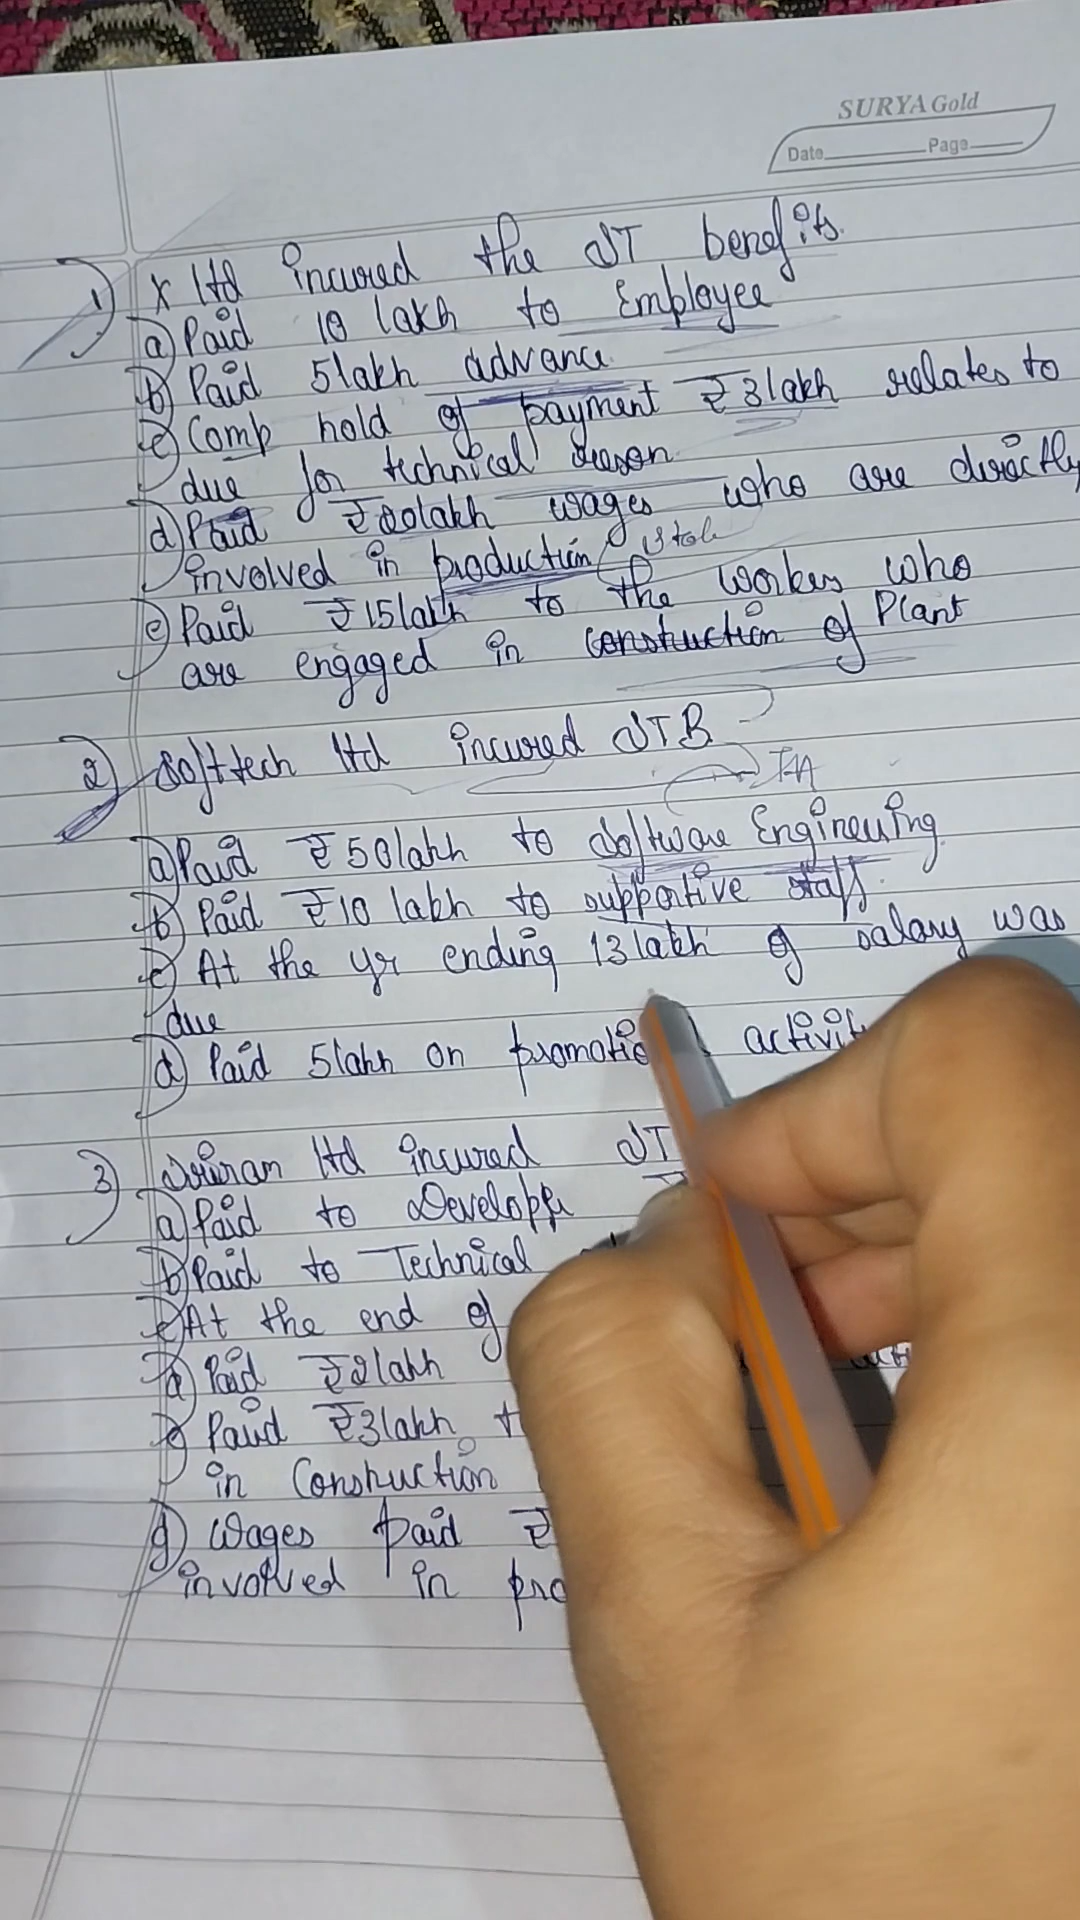 SURYA Gold
Date Page
1) X ltd incured the ST benefits.
a) Paid 10 lakh to Employee
b) Paid 5lakh advance
c) Comp hold of payment ₹3lakh relates to
due for technical reason
d) Paid ₹20lakh wages who are directly
involved in production
e) Paid ₹15lakh to the workers who
are engaged in construction of Plant
2) Softtech ltd incured STB
a) Paid ₹50lakh to Software Engineering
b) Paid ₹10 lakh to supportive staff.
c) At the yr ending 13lakh of salary was
due
d) Paid 5lakh on promotio activit
3) ltd incured ST
a) Paid to Develop
b) Paid to Technical
c) At the end of
d) Paid ₹2lakh
Paid ₹3lakh t
in Construction
g) Wages paid ₹
involved in pro